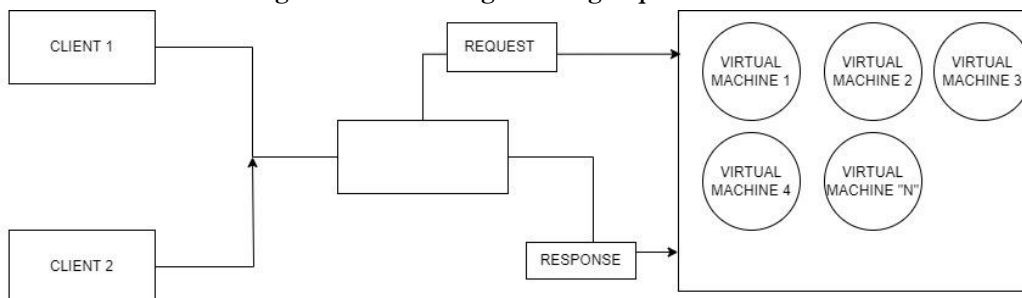 CLIENT 1
REQUEST
VIRTUAL
MACHINE 1
VIRTUAL
MACHINE 2
VIRTUAL
MACHINE 3
VIRTUAL
MACHINE 4
VIRTUAL
MACHINE "N"
CLIENT 2
RESPONSE